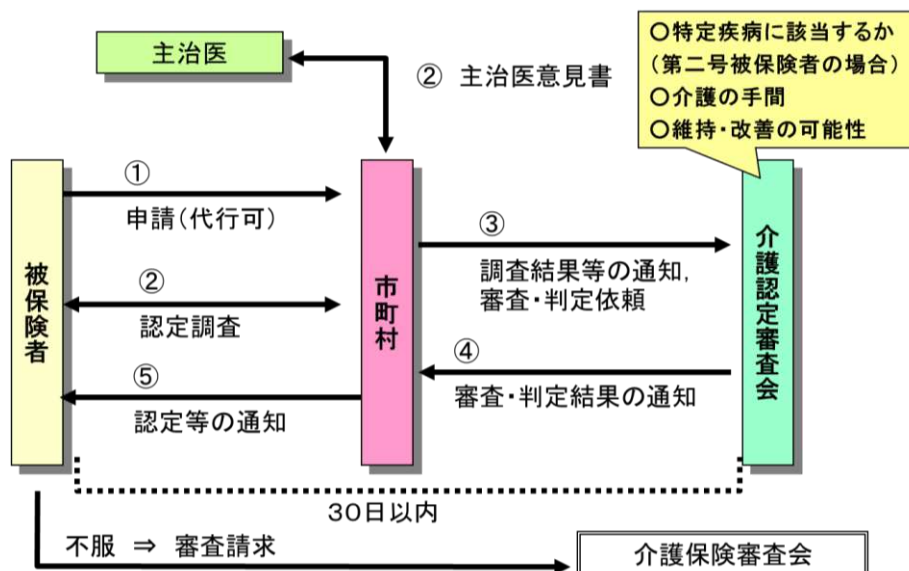 主治医
② 主治医意見書
○特定疾病に該当するか
(第二号被保険者の場合)
○介護の手間
○維持・改善の可能性
被保険者
①
申請(代行可)
②
認定調査
⑤
認定等の通知
市町村
③
調査結果等の通知,
審査・判定依頼
④
審査・判定結果の通知
介護認定審査会
30日以内
不服 ⇒ 審査請求
介護保険審査会